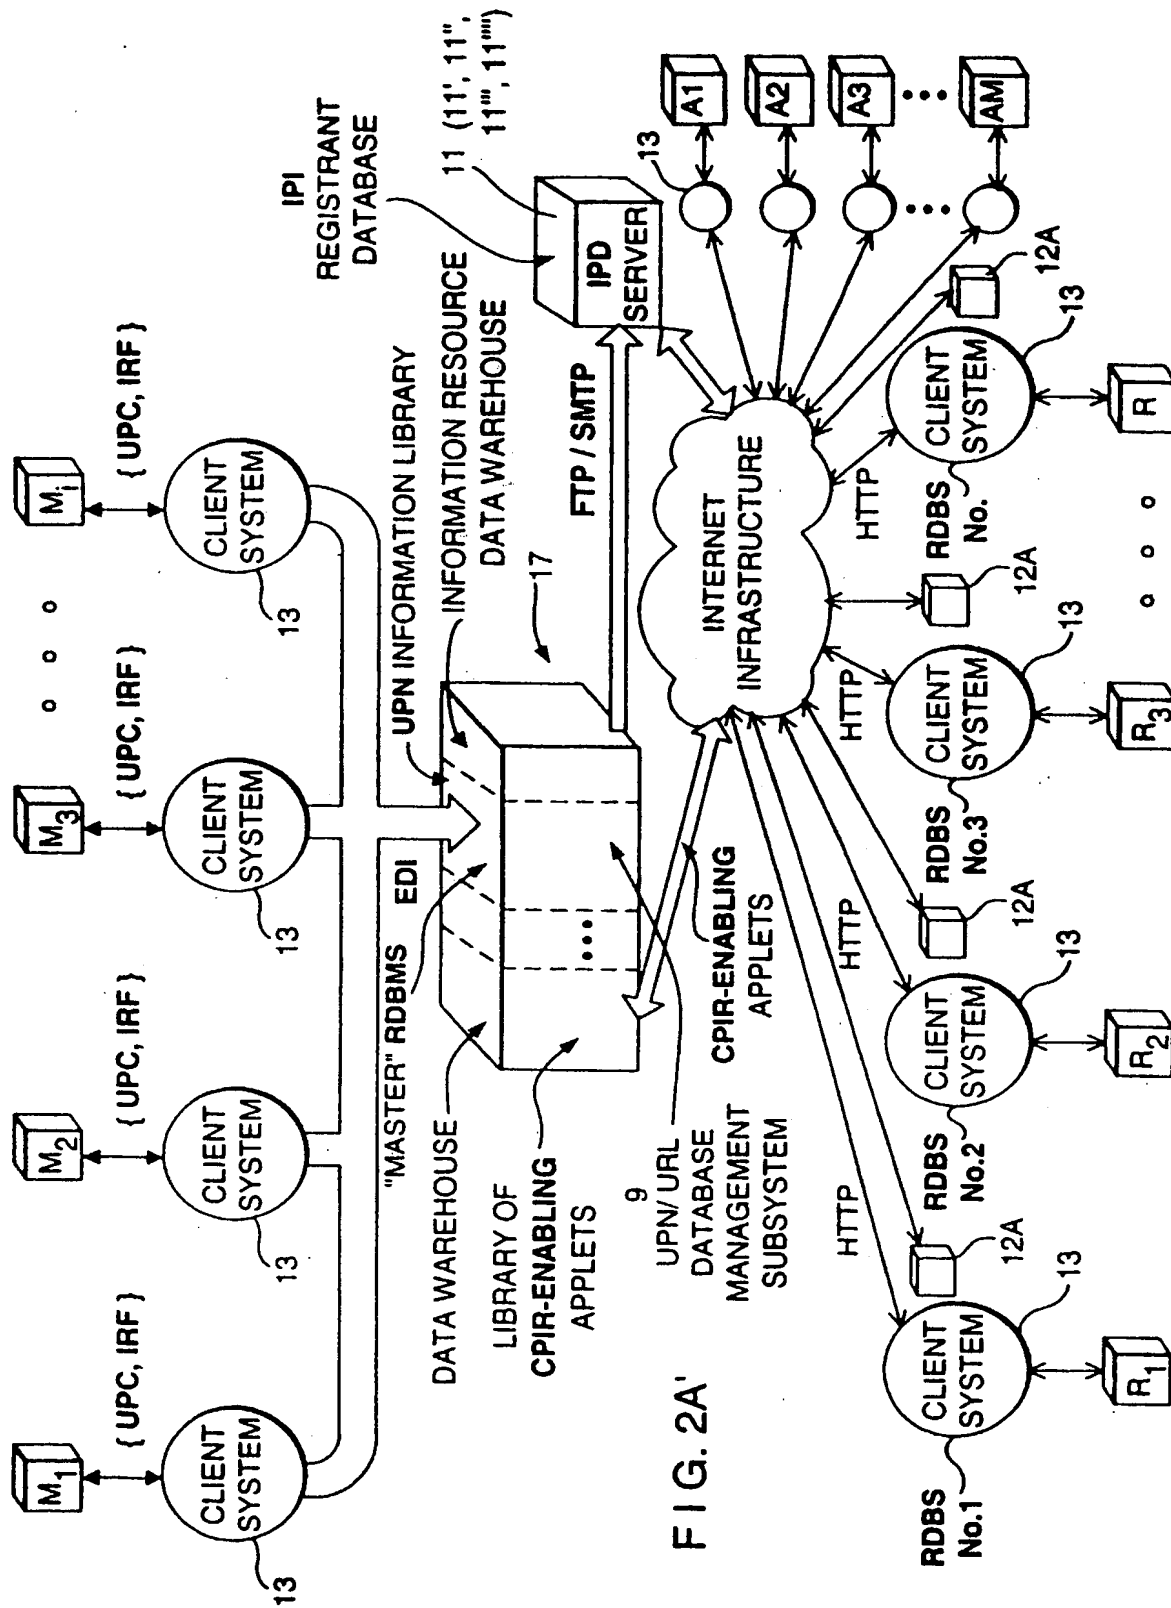 M1
{ UPC, IRF }
CLIENT
SYSTEM
13
M2
{ UPC, IRF }
CLIENT
SYSTEM
13
M3
{ UPC, IRF }
CLIENT
SYSTEM
13
Mi
{ UPC, IRF }
CLIENT
SYSTEM
13
EDI
"MASTER" RDBMS
DATA WAREHOUSE
LIBRARY OF
CPIR-ENABLING
APPLETS
UPN INFORMATION LIBRARY
INFORMATION RESOURCE
DATA WAREHOUSE
17
IPI
REGISTRANT
DATABASE
11 (11', 11'',
11''', 11'''')
IPD
SERVER
FTP / SMTP
9
UPN/ URL
DATABASE
MANAGEMENT
SUBSYSTEM
CPIR-ENABLING
APPLETS
INTERNET
INFRASTRUCTURE
13
A1
A2
A3
AM
FIG. 2A'
HTTP
RDBS
No.1
CLIENT
SYSTEM
12A
13
R1
HTTP
RDBS
No.2
CLIENT
SYSTEM
12A
13
R2
HTTP
RDBS
No.3
CLIENT
SYSTEM
12A
13
R3
HTTP
RDBS
No.
CLIENT
SYSTEM
12A
13
R